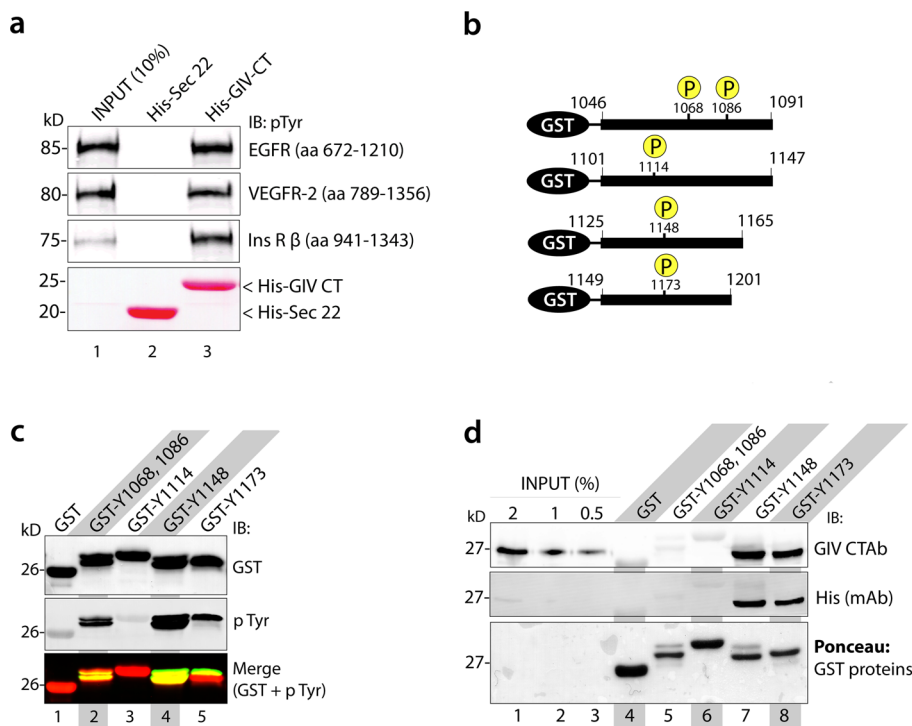 a
INPUT (10%)
His-Sec 22
His-GIV-CT
kD
IB: pTyr
85-
EGFR (aa 672-1210)
80-
VEGFR-2 (aa 789-1356)
75-
Ins R β (aa 941-1343)
25-
< His-GIV CT
20-
< His-Sec 22
1 2 3
b
P P
1046 1068 1086 1091
GST
P
1101 1114 1147
GST
P
1125 1148 1165
GST
P
1149 1173 1201
GST
c
GST
GST-Y1068, 1086
GST-Y1114
GST-Y1148
GST-Y1173
kD
IB:
26-
GST
26-
p Tyr
26-
Merge
(GST + p Tyr)
1 2 3 4 5
d
INPUT (%)
2 1 0.5
GST
GST-Y1068, 1086
GST-Y1114
GST-Y1148
GST-Y1173
kD
IB:
27-
GIV CTAb
27-
His (mAb)
27-
Ponceau:
GST proteins
1 2 3 4 5 6 7 8